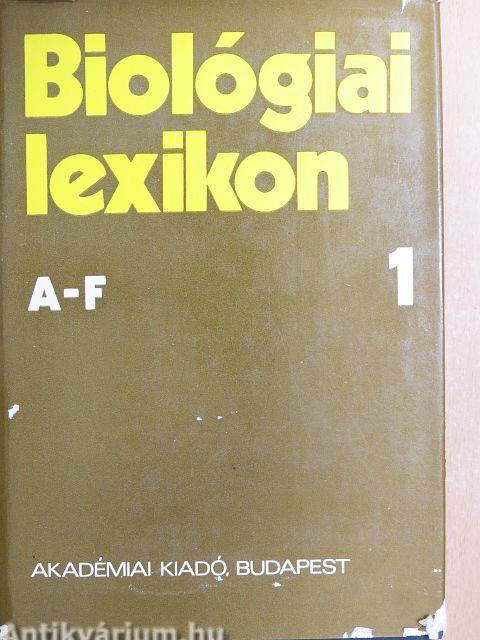 Biológiai
lexikon
A-F 1
AKADÉMIAI KIADÓ, BUDAPEST
Antikvárium.hu